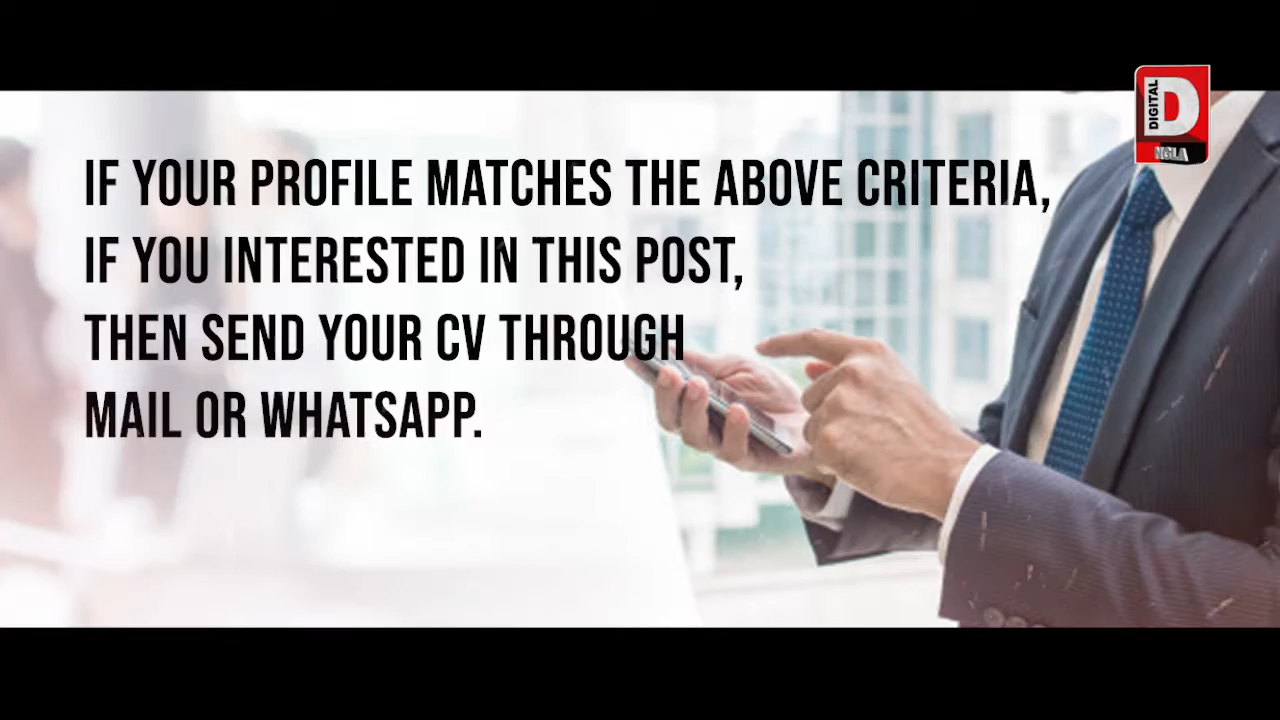 DIGITAL
D
NGLA
IF YOUR PROFILE MATCHES THE ABOVE CRITERIA,
IF YOU INTERESTED IN THIS POST,
THEN SEND YOUR CV THROUGH
MAIL OR WHATSAPP.